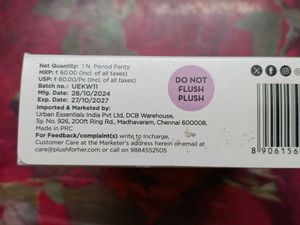 Net Quantity: 1 N Period Panty
MRP: ₹ 60.00 (Incl. of all taxes)
USP: ₹ 60.00/Pc (Incl. of all taxes)
Batch No.: UEKW11
Mfg. Date: 28/10/2024
Exp. Date: 27/10/2027
Imported & Marketed by:
Urban Essentials India Pvt Ltd, DCB Warehouse,
Sy. No. 926, 200ft Ring Rd., Madhavaram, Chennai 600008.
Made in PRC
For Feedback/complaint(s) write to Incharge,
Customer Care at the Marketer's address herein or email at
care@plushforher.com or call on 9884552505
DO NOT
FLUSH
PLUSH
8 906156